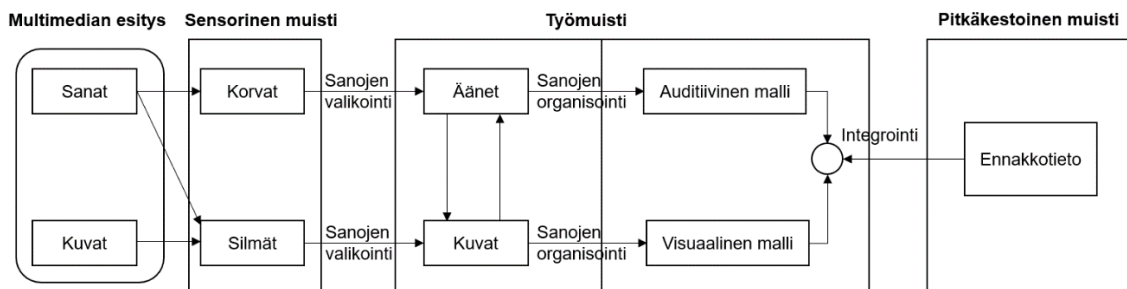 Multimedian esitys
Sensorinen muisti
Työmuisti
Pitkäkestoinen muisti
Sanat
Korvat
Sanojen
valikointi
Äänet
Sanojen
organisointi
Auditiivinen malli
Integrointi
Ennakkotieto
Kuvat
Silmät
Sanojen
valikointi
Kuvat
Sanojen
organisointi
Visuaalinen malli